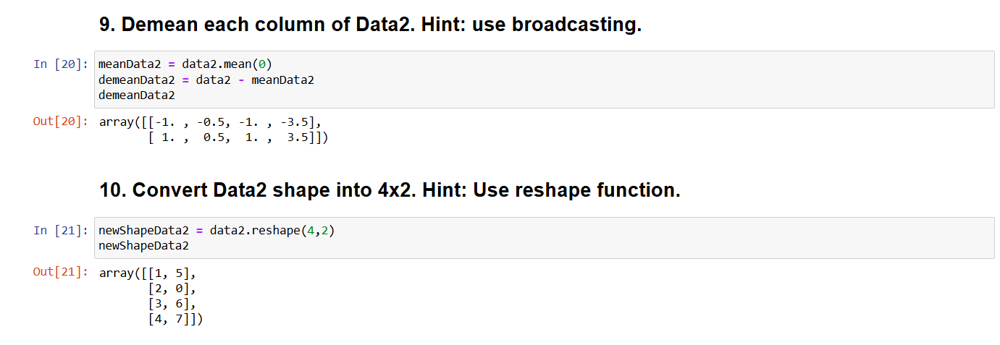 9. Demean each column of Data2. Hint: use broadcasting.
In [20]: meanData2 = data2.mean(0)
demeanData2 = data2 - meanData2
demeanData2
Out[20]: array([[-1. , -0.5, -1. , -3.5],
[ 1. ,  0.5,  1. ,  3.5]])
10. Convert Data2 shape into 4x2. Hint: Use reshape function.
In [21]: newShapeData2 = data2.reshape(4,2)
newShapeData2
Out[21]: array([[1, 5],
[2, 0],
[3, 6],
[4, 7]])